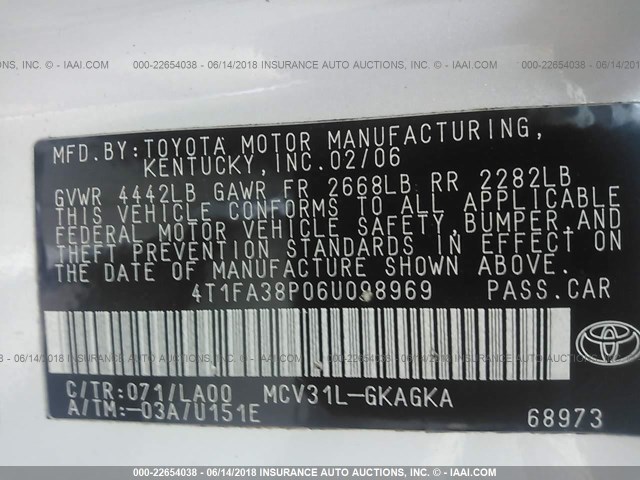 000-22654038 - 06/14/2018 INSURANCE AUTO AUCTIONS, INC. © - IAAI.COM
MFD.BY:TOYOTA MOTOR MANUFACTURING,
KENTUCKY,INC.02/06
GVWR 4442LB GAWR FR 2668LB RR 2282LB
THIS VEHICLE CONFORMS TO ALL APPLICABLE
FEDERAL MOTOR VEHICLE SAFETY,BUMPER,AND
THEFT PREVENTION STANDARDS IN EFFECT ON
THE DATE OF MANUFACTURE SHOWN ABOVE.
4T1FA38P06U088969 PASS.CAR
C/TR:071/LA00 MCV31L-GKAGKA
A/TM:-03A/U151E
68973
000-22654038 - 06/14/2018 INSURANCE AUTO AUCTIONS, INC. © - IAAI.COM